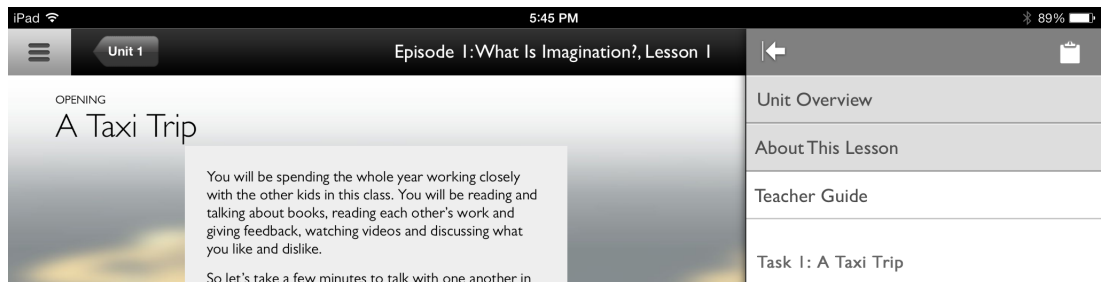 iPad 5:45 PM 89%
Unit 1 Episode 1: What Is Imagination?, Lesson 1
OPENING
A Taxi Trip
You will be spending the whole year working closely
with the other kids in this class. You will be reading and
talking about books, reading each other's work and
giving feedback, watching videos and discussing what
you like and dislike.
So let's take a few minutes to talk with one another in
Unit Overview
About This Lesson
Teacher Guide
Task 1: A Taxi Trip